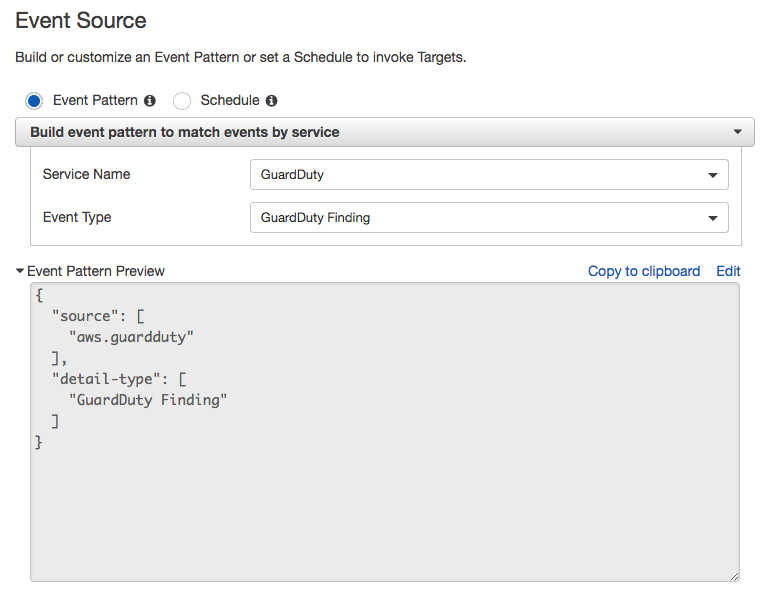 Event Source
Build or customize an Event Pattern or set a Schedule to invoke Targets.
Event Pattern Schedule
Build event pattern to match events by service
Service Name GuardDuty
Event Type GuardDuty Finding
Event Pattern Preview Copy to clipboard Edit
{
  "source": [
    "aws.guardduty"
  ],
  "detail-type": [
    "GuardDuty Finding"
  ]
}